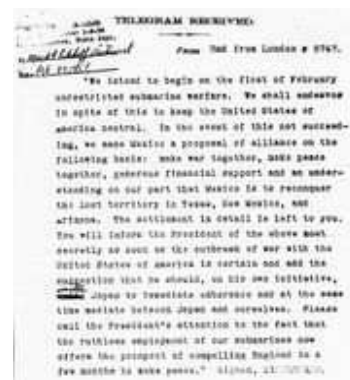 TELEGRAM RECEIVED.
From 2nd from London # 5747.
"We intend to begin on the first of February
unrestricted submarine warfare. We shall endeavor
in spite of this to keep the United States of
america neutral. In the event of this not succeed-
ing, we make Mexico a proposal of alliance on the
following basis: make war together, make peace
together, generous financial support and an under-
standing on our part that Mexico is to reconquer
the lost territory in Texas, New Mexico, and
arizona. The settlement in detail is left to you.
You will inform the President of the above most
secretly as soon as the outbreak of war with the
United States of America is certain and add the
suggestion that he should, on his own initiative,
Japan to immediate adherence and at the same
time mediate between Japan and ourselves. Please
call the President's attention to the fact that
the ruthless employment of our submarines now
offers the prospect of compelling England in a
few months to make peace." Signed,